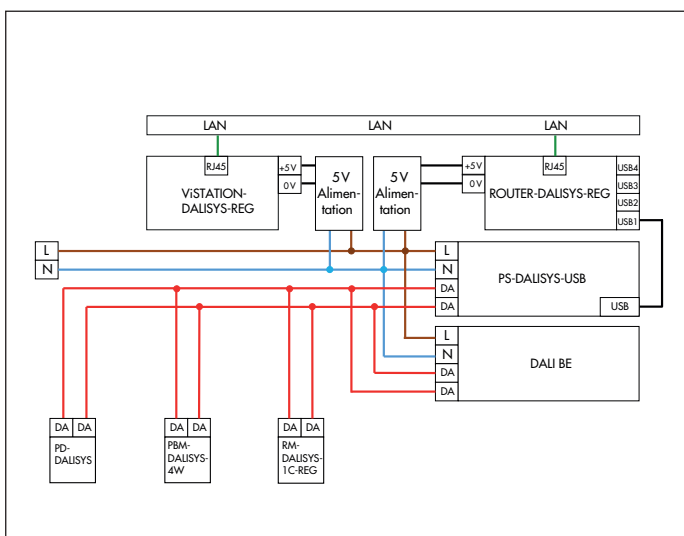 LAN LAN LAN
RJ45 +5V
0V
ViSTATION-
DALISYS-REG
5V
Alimen-
tation
5V
Alimen-
tation
+5V RJ45
0V
ROUTER-DALISYS-REG
USB4
USB3
USB2
USB1
L
N
L
N
DA
DA
PS-DALISYS-USB
USB
L
N
DA
DA
DALI BE
DA DA
PD-
DALISYS
DA DA
PBM-
DALISYS-
4W
DA DA
RM-
DALISYS-
1C-REG